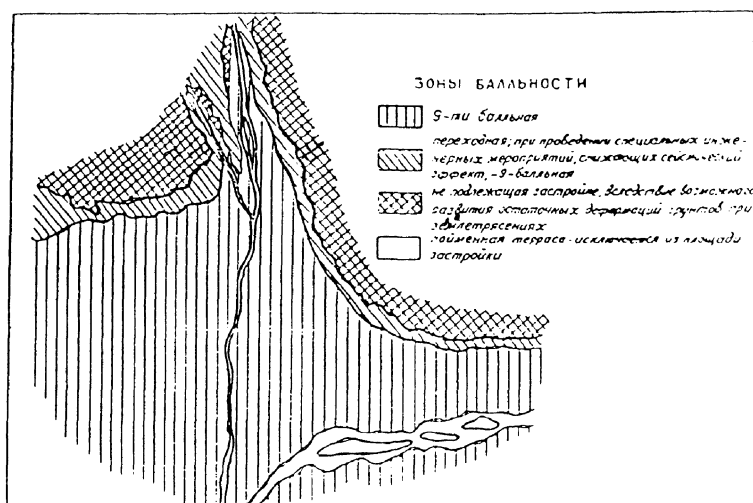 ЗОНЫ БАЛЛЬНОСТИ
9-ти балльная
переходная; при проведении специальных инже-
нерных мероприятий, снижающих сейсмический
эффект, -9-балльная
не подлежащая застройке, вследствие возможного
развития остаточных деформаций грунтов при
землетрясениях
пойменная терраса-исключается из площади
застройки